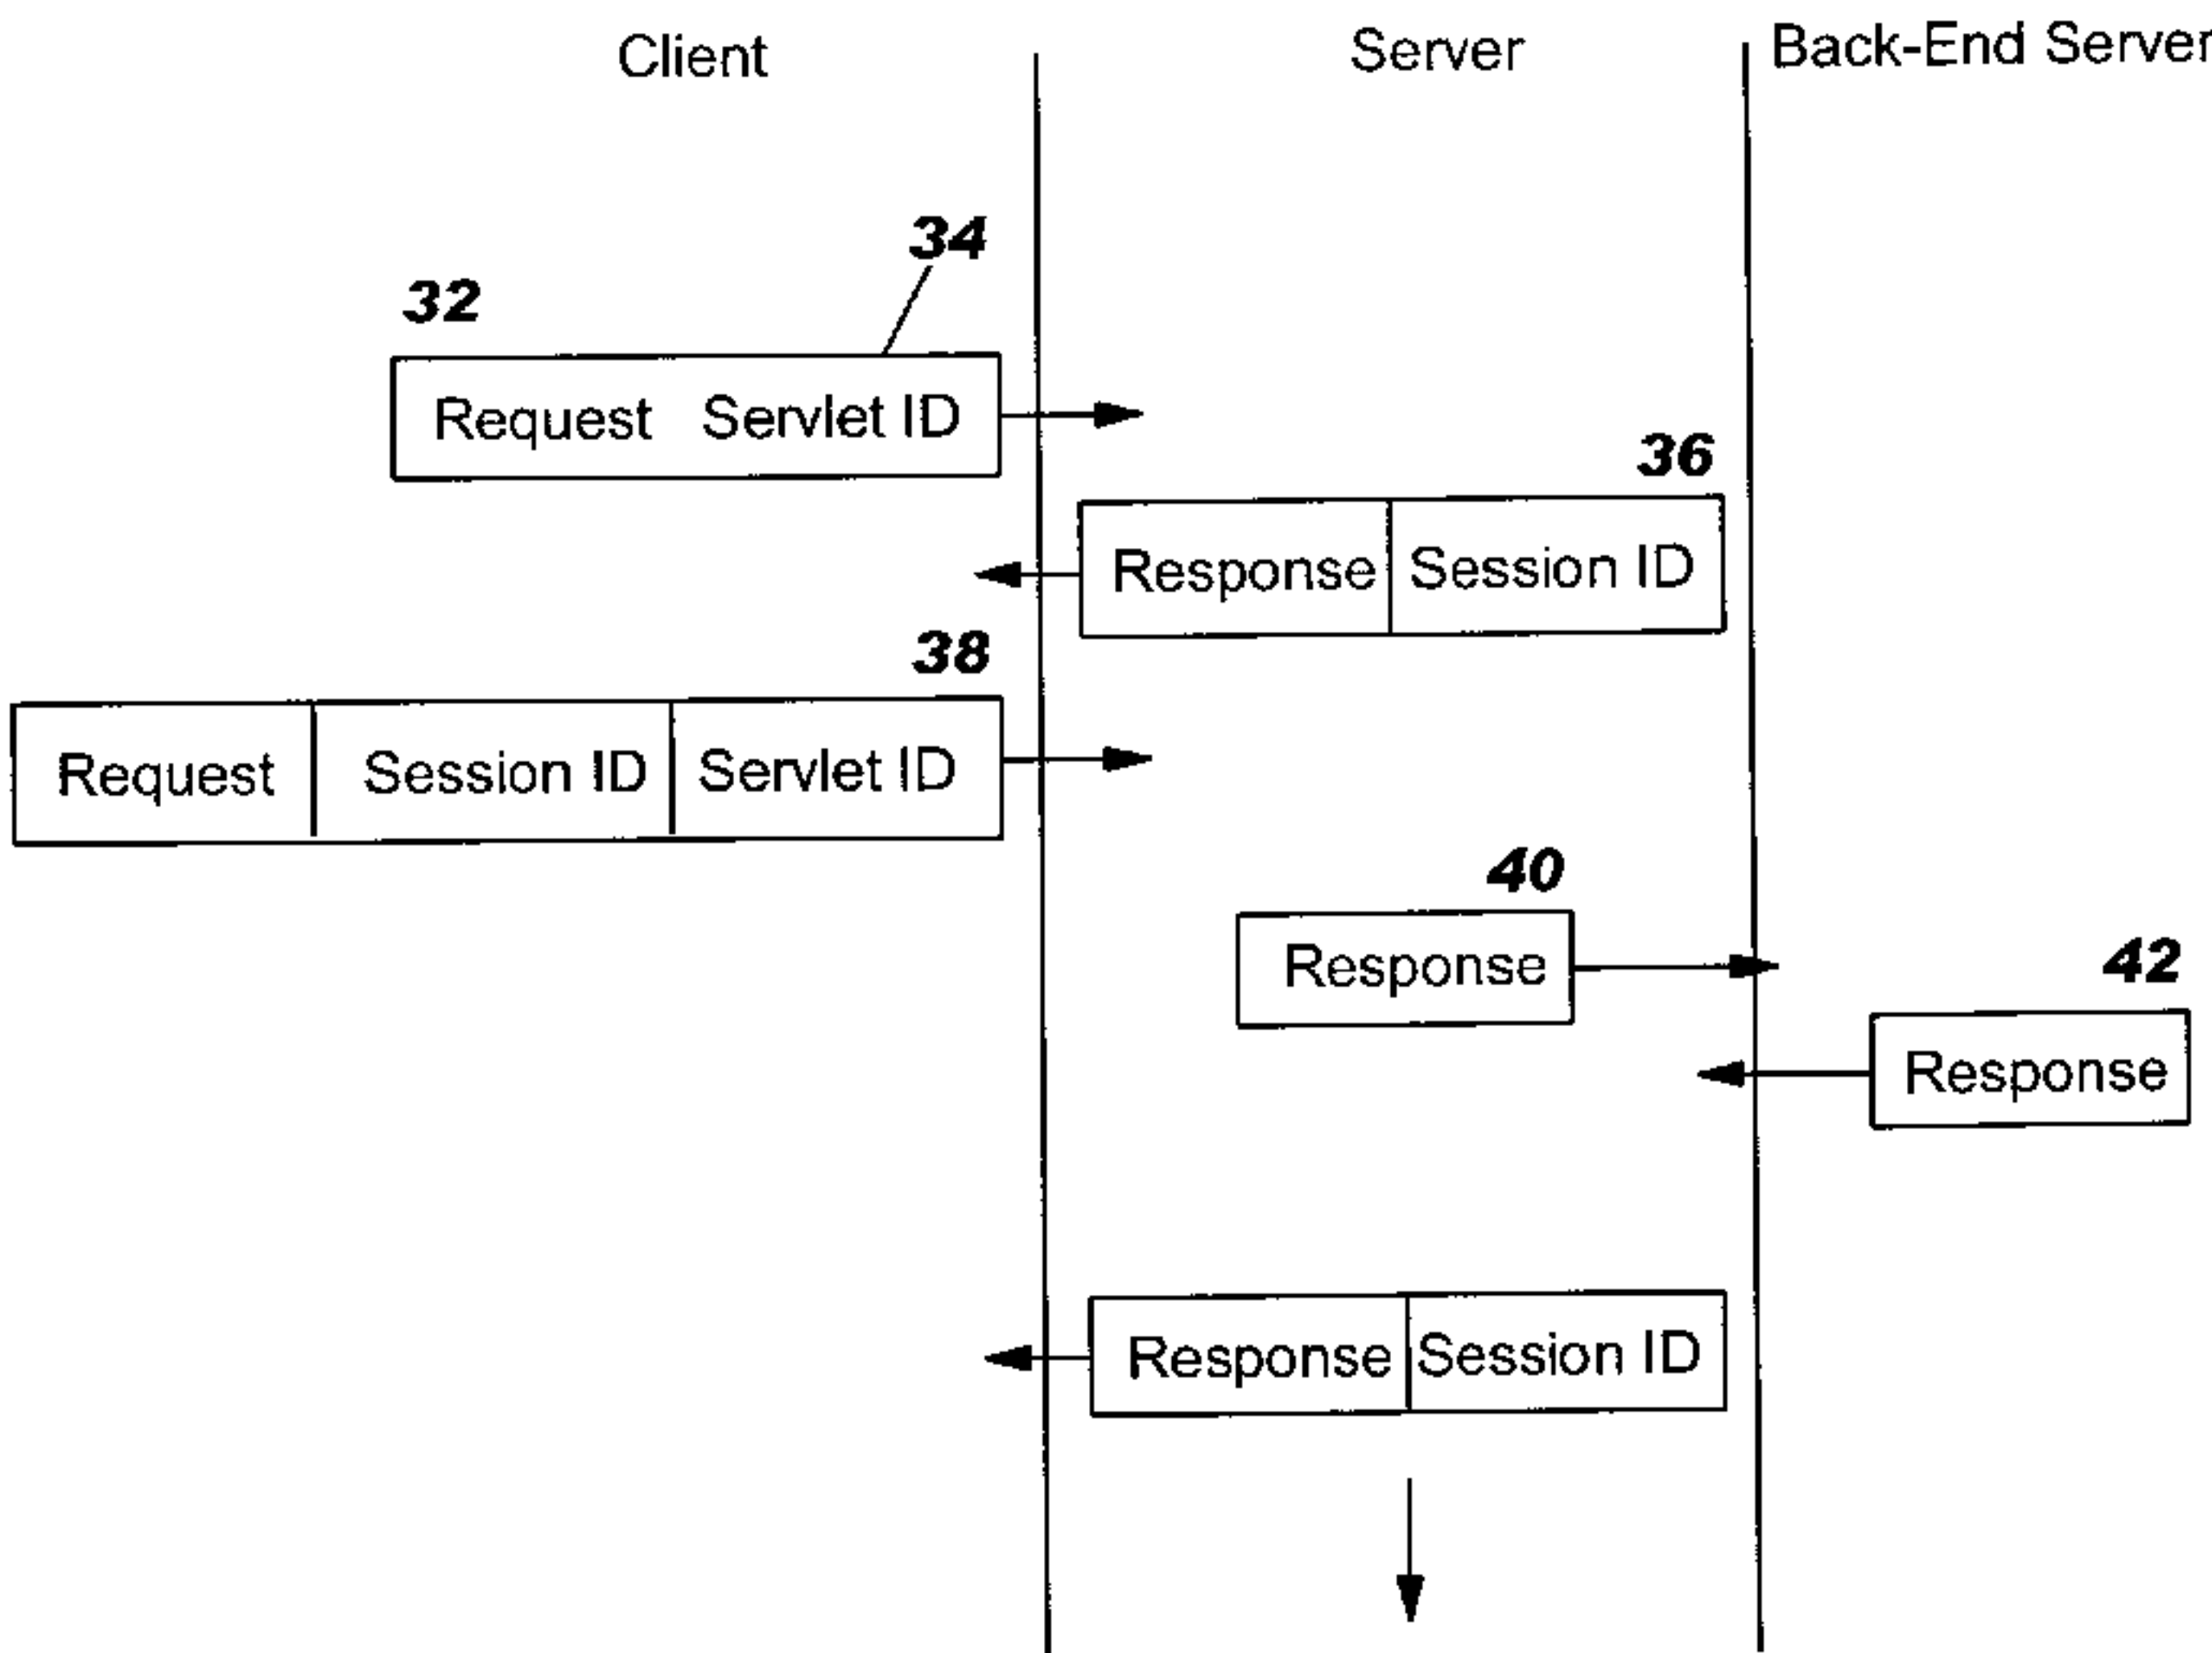 Client
Server
Back-End Server
34
32
Request Servlet ID
36
Response Session ID
38
Request Session ID Servlet ID
40
Response
42
Response
Response Session ID